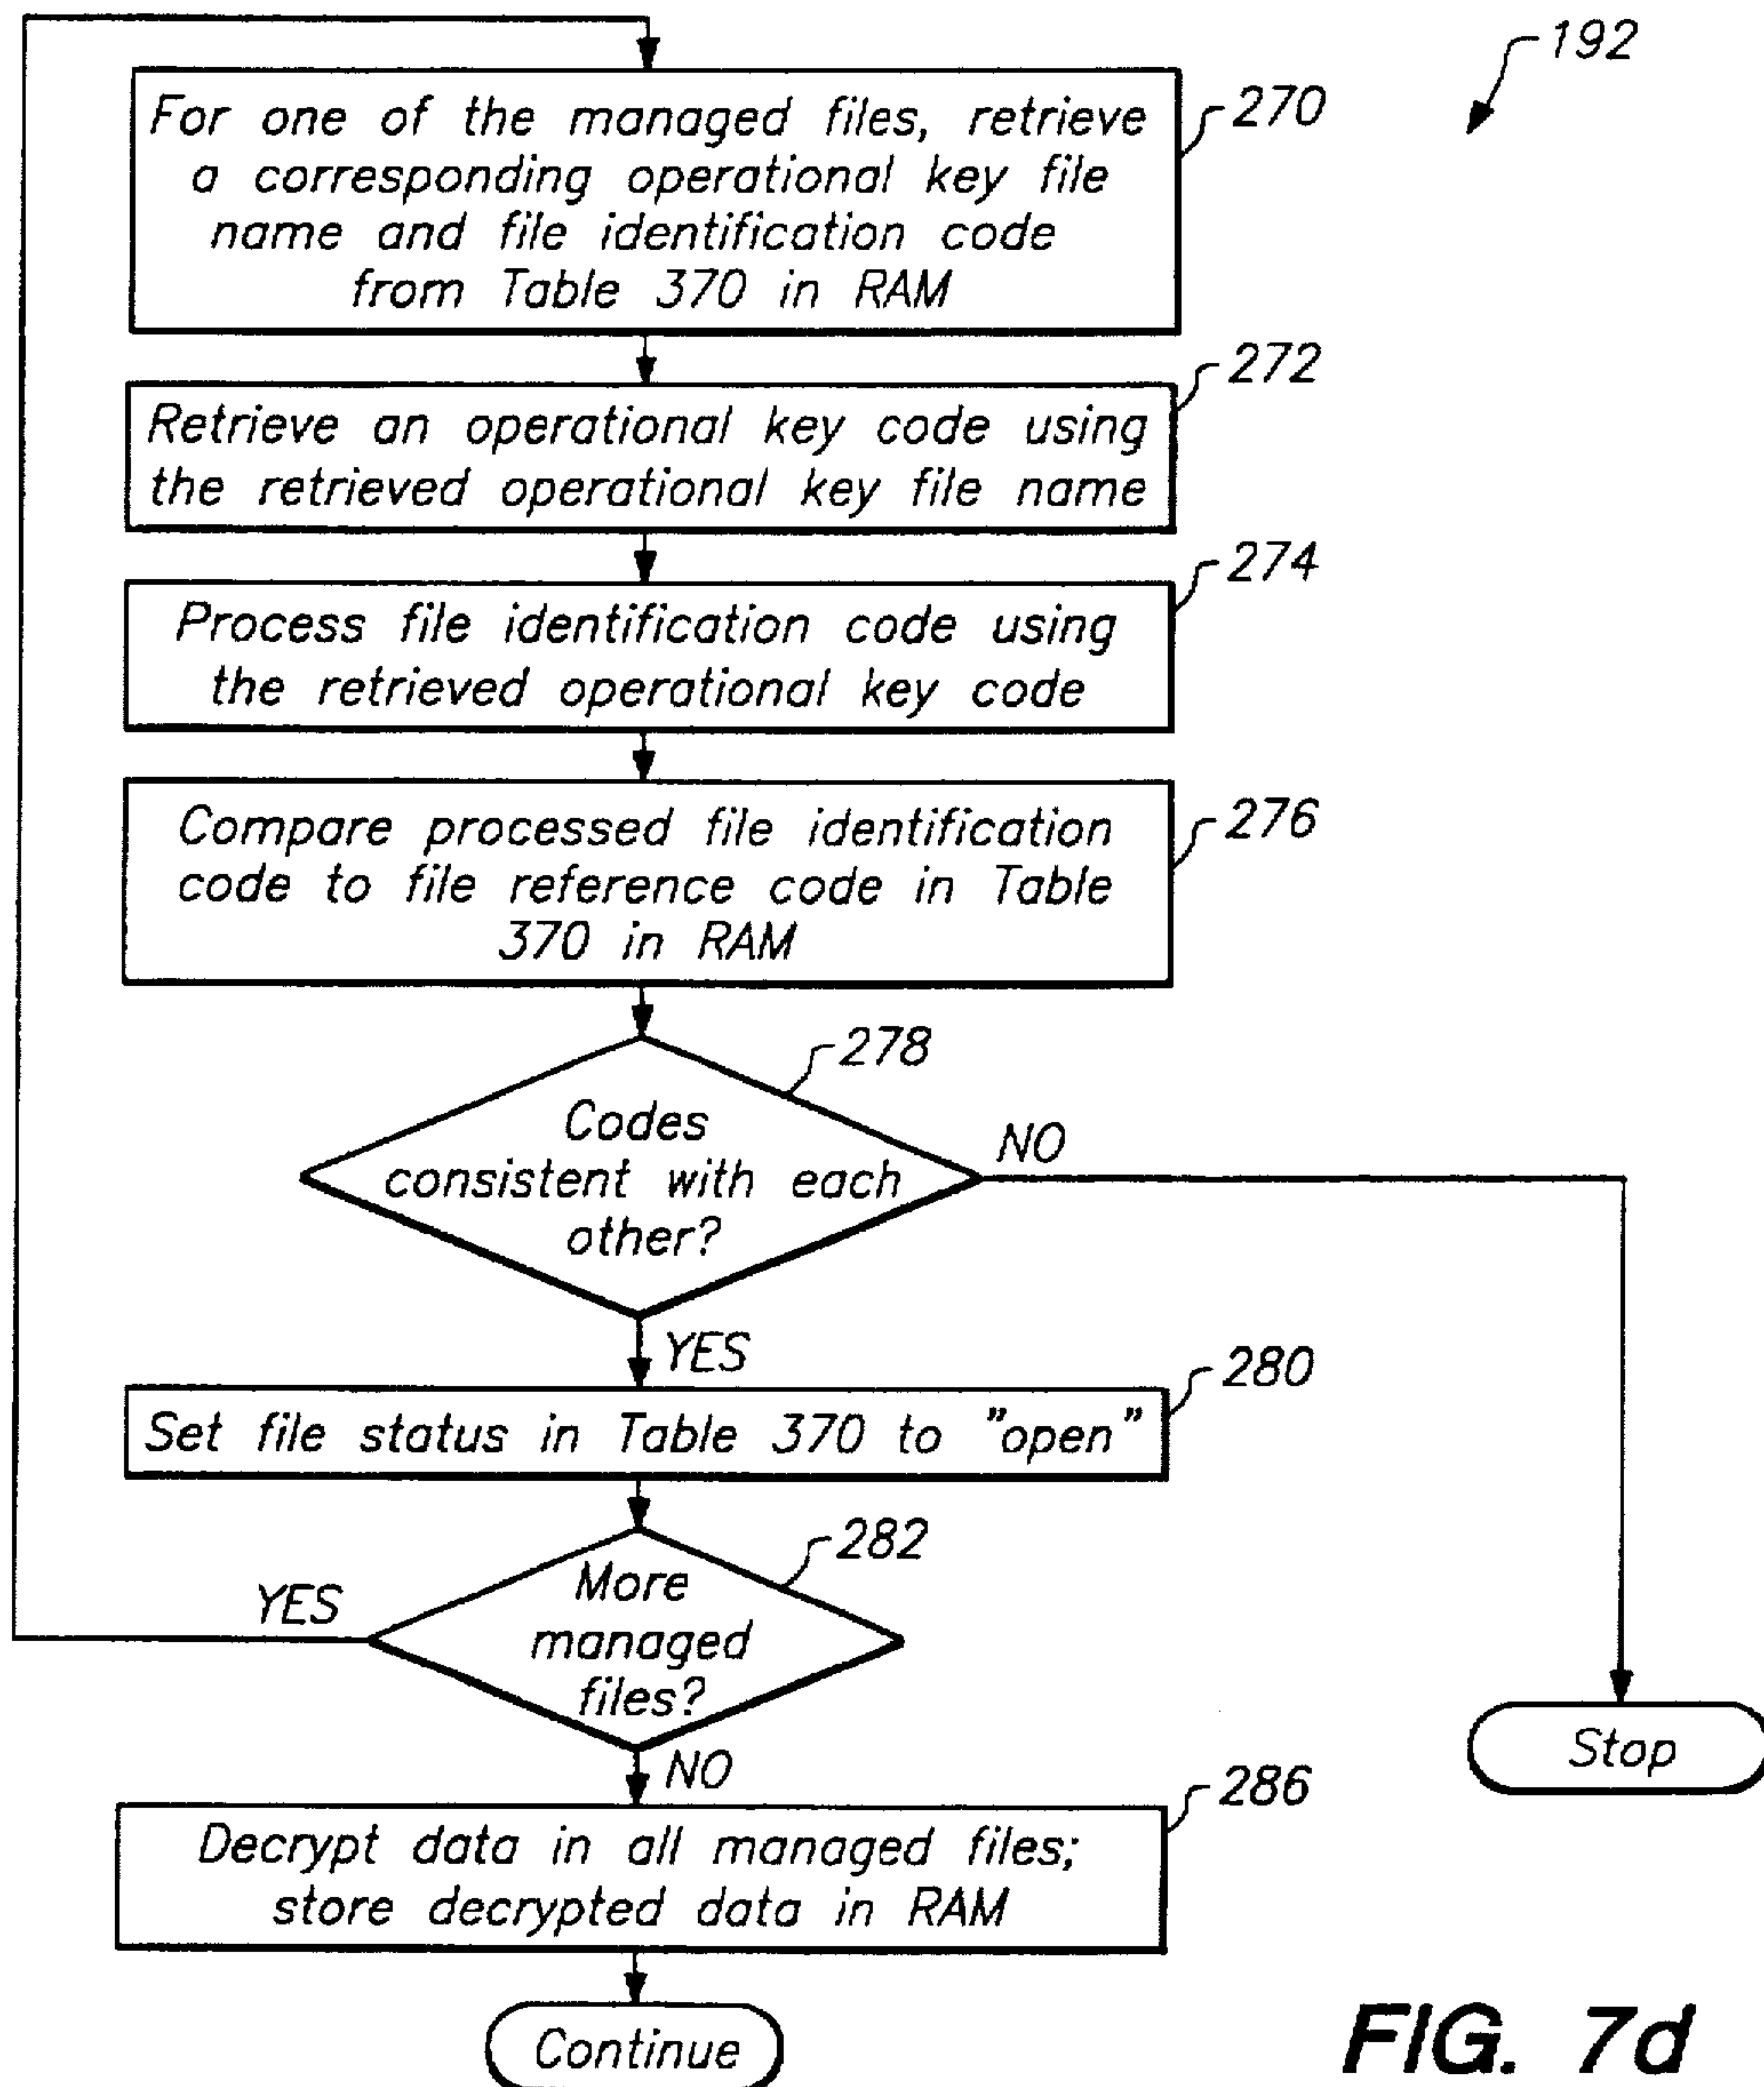 192
For one of the managed files, retrieve
a corresponding operational key file
name and file identification code
from Table 370 in RAM
270
272
Retrieve an operational key code using
the retrieved operational key file name
274
Process file identification code using
the retrieved operational key code
276
Compare processed file identification
code to file reference code in Table
370 in RAM
278
Codes
consistent with each
other?
NO
YES
280
Set file status in Table 370 to "open"
282
More
managed
files?
YES
NO
Stop
286
Decrypt data in all managed files;
store decrypted data in RAM
Continue
FIG. 7d